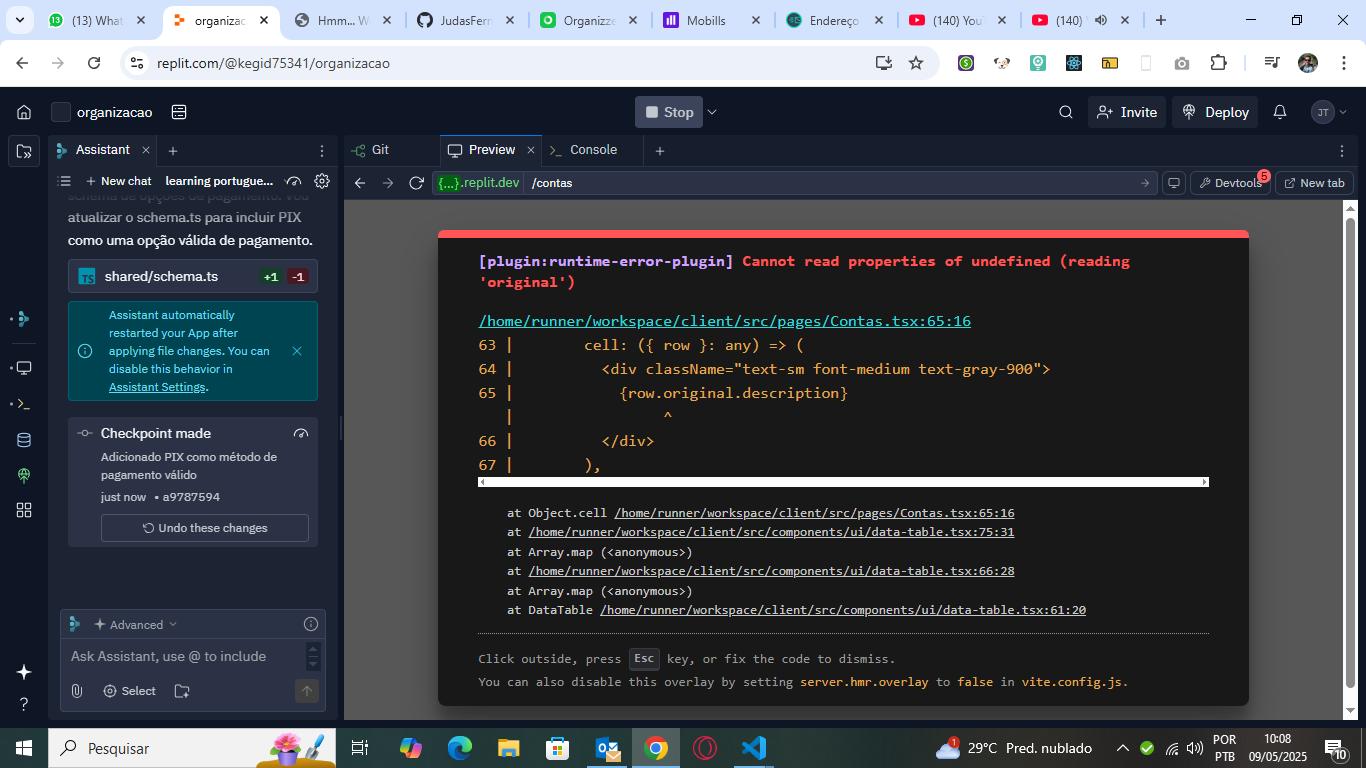 (13) What
organizac
Hmm... W
JudasFern
Organizze
Mobills
Endereço
(140) You
(140)
replit.com/@kegid75341/organizacao
organizacao
Stop
Invite
Deploy
JT
Assistant
Git
Preview
Console
New chat
learning portugue...
{...}.replit.dev
/contas
Devtools
5
New tab
schema de opções de pagamento. Vou
atualizar o schema.ts para incluir PIX
como uma opção válida de pagamento.
TS
shared/schema.ts
+1
-1
Assistant automatically
restarted your App after
applying file changes. You can
disable this behavior in
Assistant Settings.
Checkpoint made
Adicionado PIX como método de
pagamento válido
just now • a9787594
Undo these changes
Advanced
Ask Assistant, use @ to include
Select
[plugin:runtime-error-plugin] Cannot read properties of undefined (reading
'original')
/home/runner/workspace/client/src/pages/Contas.tsx:65:16
63 | cell: ({ row }: any) => (
64 | <div className="text-sm font-medium text-gray-900">
65 | {row.original.description}
| ^
66 | </div>
67 | ),
at Object.cell /home/runner/workspace/client/src/pages/Contas.tsx:65:16
at /home/runner/workspace/client/src/components/ui/data-table.tsx:75:31
at Array.map (<anonymous>)
at /home/runner/workspace/client/src/components/ui/data-table.tsx:66:28
at Array.map (<anonymous>)
at DataTable /home/runner/workspace/client/src/components/ui/data-table.tsx:61:20
Click outside, press Esc key, or fix the code to dismiss.
You can also disable this overlay by setting server.hmr.overlay to false in vite.config.js.
Pesquisar
1
29°C Pred. nublado
POR
PTB
10:08
09/05/2025
10